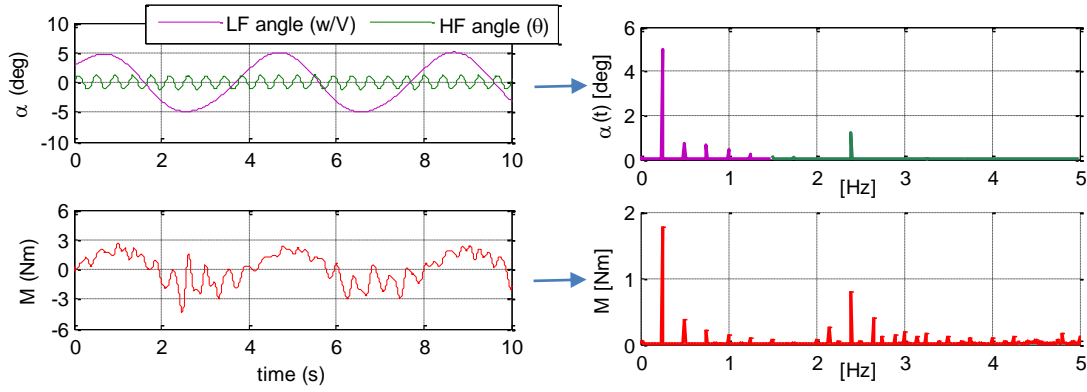 LF angle (w/V) HF angle (θ)
α (deg)
10
5
0
-5
-10
0 2 4 6 8 10
α(t) [deg]
6
4
2
0
0 1 2 3 4 5
[Hz]
M (Nm)
6
3
0
-3
-6
0 2 4 6 8 10
time (s)
M [Nm]
2
1
0
0 1 2 3 4 5
[Hz]